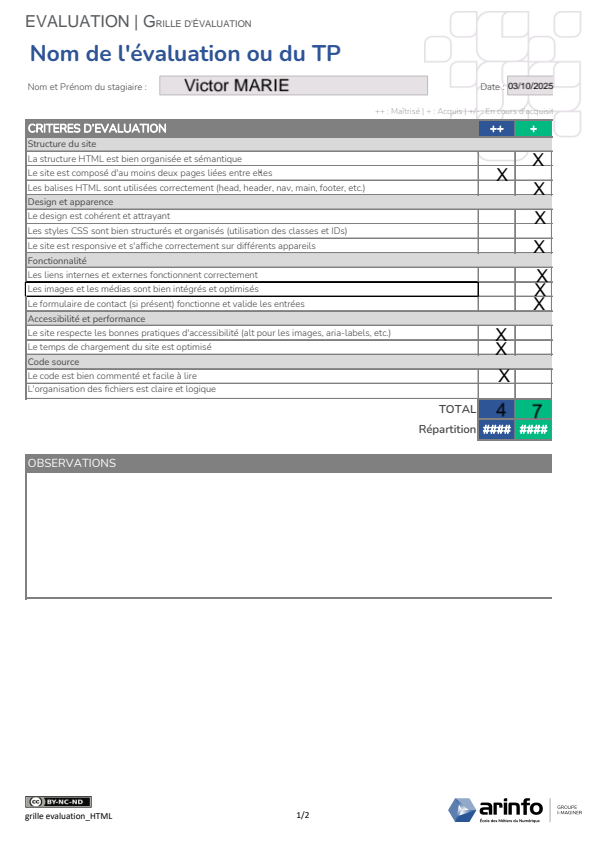 EVALUATION | GRILLE D'ÉVALUATION
Nom de l'évaluation ou du TP
Nom et Prénom du stagiaire : Victor MARIE Date : 03/10/2025
++ : Maîtrisé | + : Acquis | +/- : En cours d'acquisit
CRITERES D'EVALUATION ++ +
Structure du site
La structure HTML est bien organisée et sémantique X
Le site est composé d'au moins deux pages liées entre elles X
Les balises HTML sont utilisées correctement (head, header, nav, main, footer, etc.) X
Design et apparence
Le design est cohérent et attrayant X
Les styles CSS sont bien structurés et organisés (utilisation des classes et IDs)
Le site est responsive et s'affiche correctement sur différents appareils X
Fonctionnalité
Les liens internes et externes fonctionnent correctement X
Les images et les médias sont bien intégrés et optimisés X
Le formulaire de contact (si présent) fonctionne et valide les entrées X
Accessibilité et performance
Le site respecte les bonnes pratiques d'accessibilité (alt pour les images, aria-labels, etc.) X
Le temps de chargement du site est optimisé X
Code source
Le code est bien commenté et facile à lire X
L'organisation des fichiers est claire et logique
TOTAL 4 7
Répartition #### ####
OBSERVATIONS
cc BY-NC-ND
grille evaluation_HTML
1/2
arinfo
École des Métiers du Numérique
GROUPE
I-MAGINER